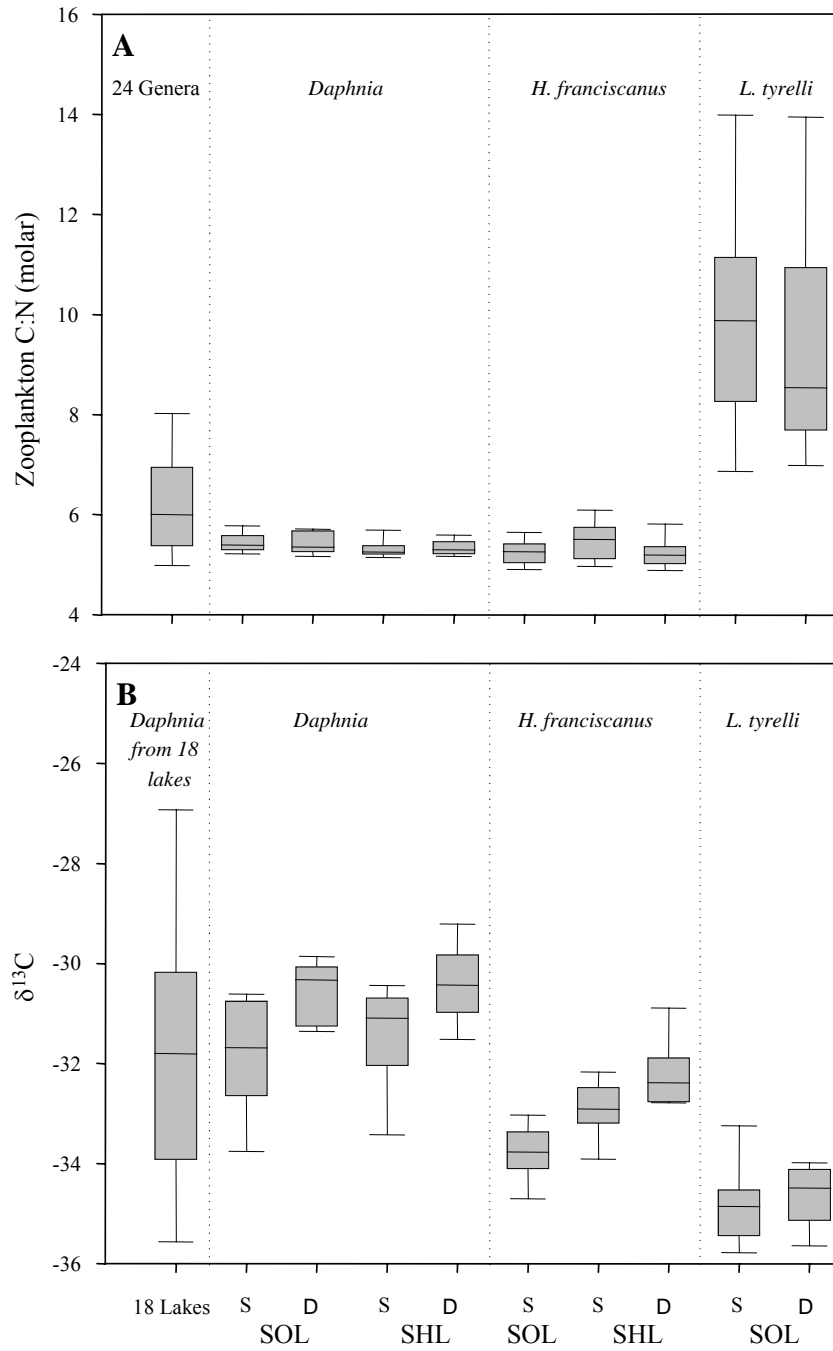 A
24 Genera
Daphnia
H. franciscanus
L. tyrelli
Zooplankton C:N (molar)
16
14
12
10
8
6
4
B
Daphnia
from 18
lakes
Daphnia
H. franciscanus
L. tyrelli
δ13C
-24
-26
-28
-30
-32
-34
-36
18 Lakes
S
D
S
D
S
S
D
S
D
SOL
SHL
SOL
SHL
SOL